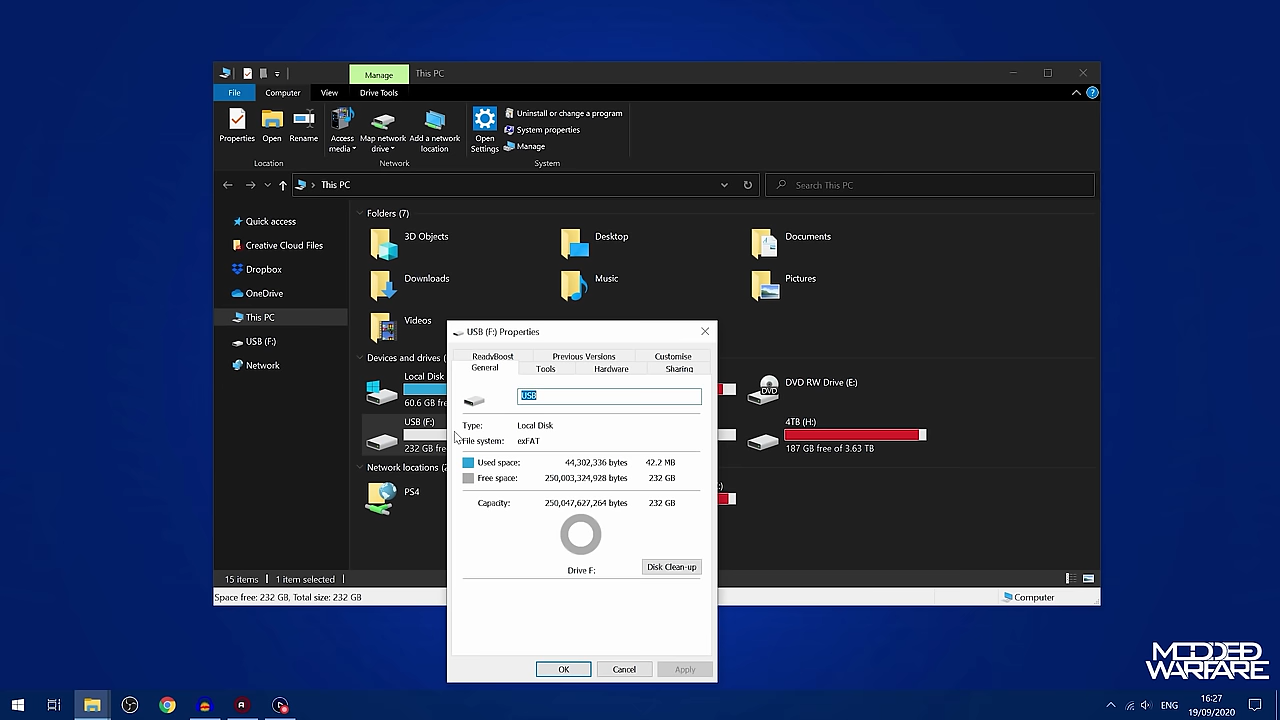 Manage
This PC
File
Computer
View
Drive Tools
Properties
Open
Rename
Access media
Map network drive
Add a network location
Open Settings
Uninstall or change a program
System properties
Manage
Location
Network
System
This PC
Search This PC
Quick access
Creative Cloud Files
Dropbox
OneDrive
This PC
USB (F:)
Network
Folders (7)
3D Objects
Desktop
Documents
Downloads
Music
Pictures
Videos
Devices and drives (
Local Disk
60.6 GB fre
DVD RW Drive (E:)
DVD
USB (F:)
232 GB fre
4TB (H:)
187 GB free of 3.63 TB
Network locations (
PS4
:)
USB (F:) Properties
ReadyBoost
Previous Versions
Customise
General
Tools
Hardware
Sharing
USB
Type:
Local Disk
File system:
exFAT
Used space:
44,302,336 bytes
42.2 MB
Free space:
250,003,324,928 bytes
232 GB
Capacity:
250,047,627,264 bytes
232 GB
Drive F:
Disk Clean-up
OK
Cancel
Apply
15 items
1 item selected
Space free: 232 GB, Total size: 232 GB
Computer
MODDED
WARFARE
ENG
16:27
19/09/2020